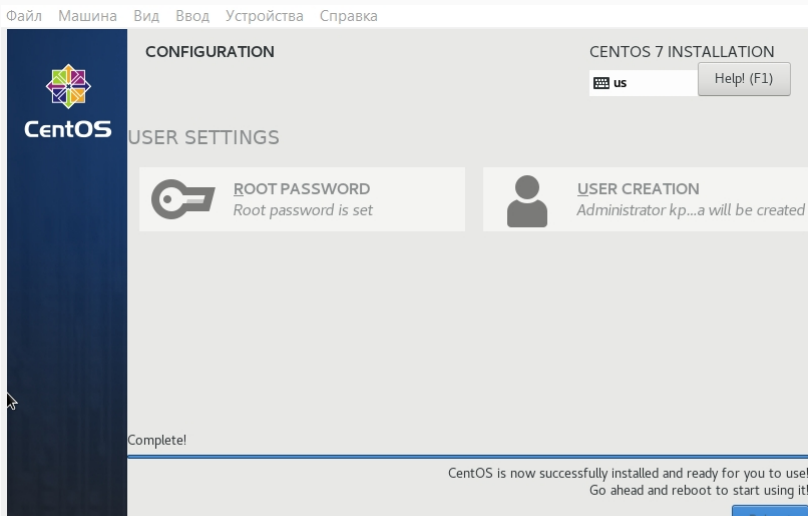 Файл Машина Вид Ввод Устройства Справка
CONFIGURATION
CENTOS 7 INSTALLATION
us
Help! (F1)
CentOS
USER SETTINGS
ROOT PASSWORD
Root password is set
USER CREATION
Administrator kp...a will be created
Complete!
CentOS is now successfully installed and ready for you to use!
Go ahead and reboot to start using it!